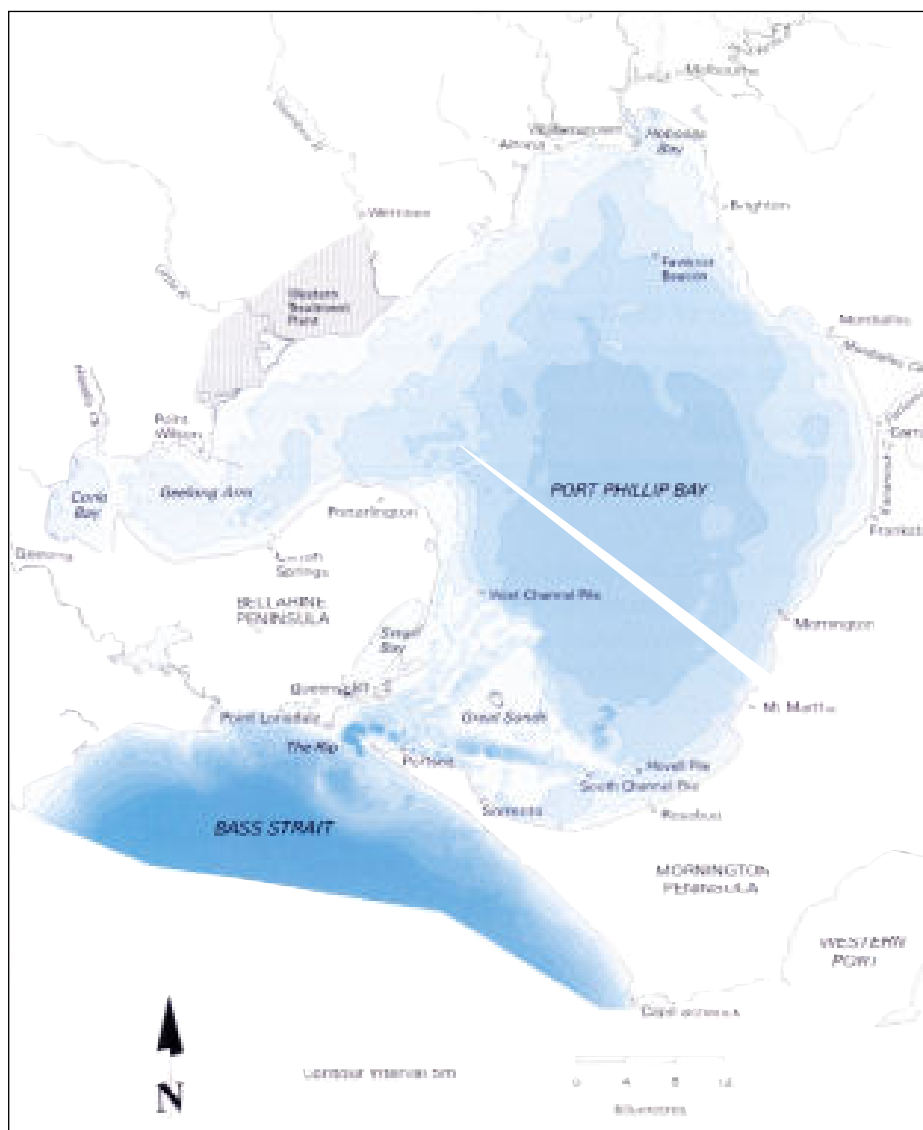 Melbourne
Williamstown
Hobsons
Bay
Altona
Brighton
Werribee
Fawkner
Beacon
Western
Treatment
Plant
Mordialloc
Mordialloc
Point
Wilson
Corio
Bay
Geelong Arm
PORT PHILLIP BAY
Portarlington
Geelong
Springs
BELLARINE
PENINSULA
West Channel Pile
Swan
Bay
Mornington
Mt Martha
Point Lonsdale
Great Sands
The Rip
Portsea
Hovell Pile
South Channel Pile
Sorrento
Rosebud
BASS STRAIT
MORNINGTON
PENINSULA
WESTERN
PORT
N
Contour Interval 5m
0 4 8 12
Kilometres